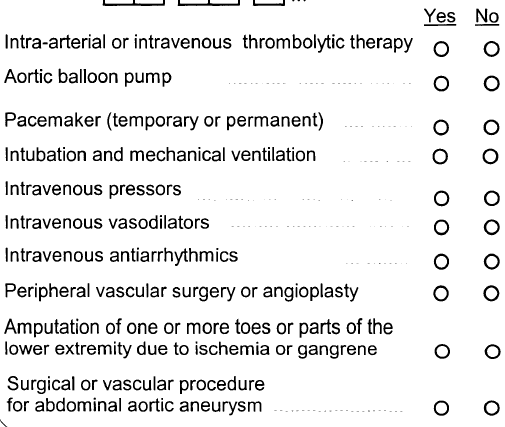 Yes No
Intra-arterial or intravenous thrombolytic therapy
Aortic balloon pump
Pacemaker (temporary or permanent)
Intubation and mechanical ventilation
Intravenous pressors
Intravenous vasodilators
Intravenous antiarrhythmics
Peripheral vascular surgery or angioplasty
Amputation of one or more toes or parts of the
lower extremity due to ischemia or gangrene
Surgical or vascular procedure
for abdominal aortic aneurysm